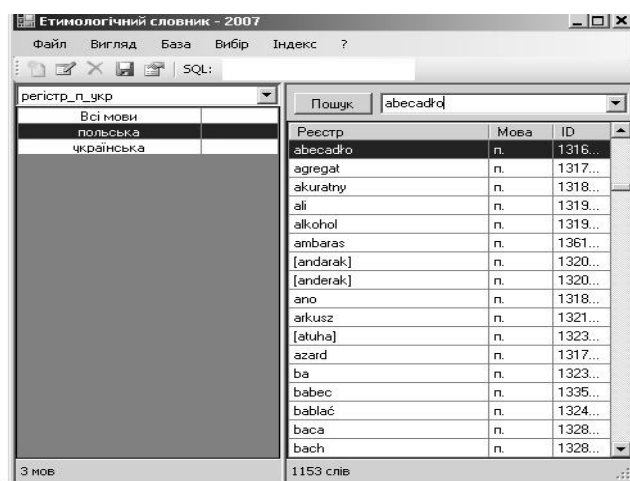 Етимологічний словник - 2007
Файл Вигляд База Вибір Індекс ?
SQL:
регістр_п_укр
Всі мови
польська
українська
3 мов
Пошук abecadło
Реєстр Мова ID
abecadło п. 1316...
agregat п. 1317...
akuratny п. 1318...
ali п. 1319...
alkohol п. 1319...
ambaras п. 1361...
[andarak] п. 1320...
[anderak] п. 1320...
ano п. 1318...
arkusz п. 1321...
[atuha] п. 1323...
azard п. 1317...
ba п. 1323...
babec п. 1335...
bablać п. 1324...
baca п. 1328...
bach п. 1328...
1153 слів